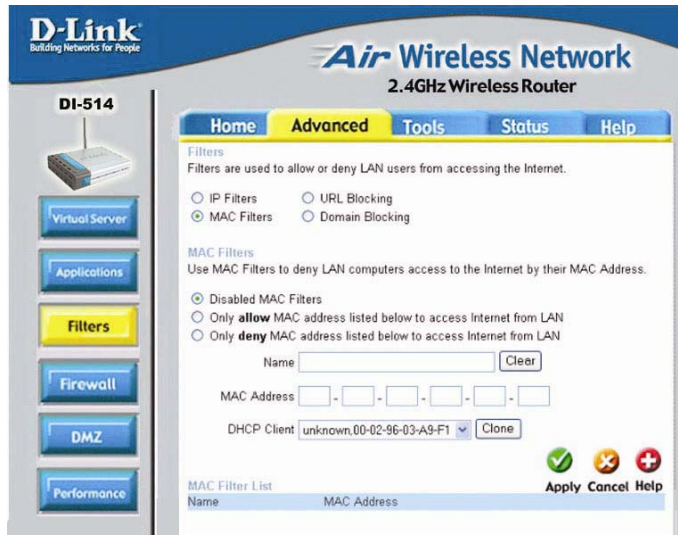 D-Link
Building Networks for People
Air Wireless Network
2.4GHz Wireless Router
DI-514
Home Advanced Tools Status Help
Filters
Filters are used to allow or deny LAN users from accessing the Internet.
IP Filters URL Blocking
MAC Filters Domain Blocking
Virtual Server
MAC Filters
Use MAC Filters to deny LAN computers access to the Internet by their MAC Address.
Applications
Disabled MAC Filters
Only allow MAC address listed below to access Internet from LAN
Only deny MAC address listed below to access Internet from LAN
Filters
Name Clear
Firewall
MAC Address - - - - -
DHCP Client unknown,00-02-96-03-A9-F1 Clone
DMZ
Apply Cancel Help
Performance
MAC Filter List
Name MAC Address